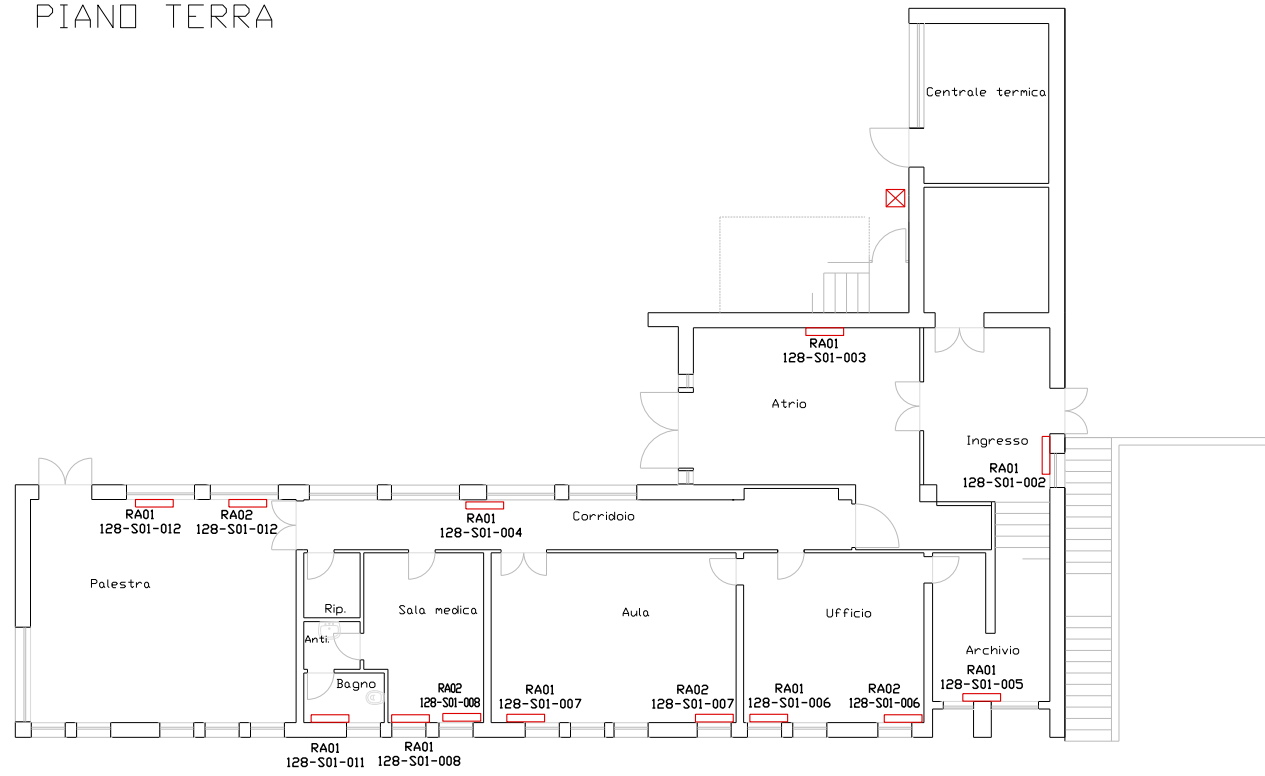 PIANO TERRA
Centrale termica
RA01
128-S01-003
Atrio
Ingresso
RA01
128-S01-002
RA01
128-S01-012
RA02
128-S01-012
RA01
128-S01-004
Corridoio
Palestra
Rip.
Sala medica
Aula
Ufficio
Anti.
Archivio
RA01
128-S01-005
Bagno
RA02
128-S01-008
RA01
128-S01-007
RA02
128-S01-007
RA01
128-S01-006
RA02
128-S01-006
RA01
128-S01-011
RA01
128-S01-008